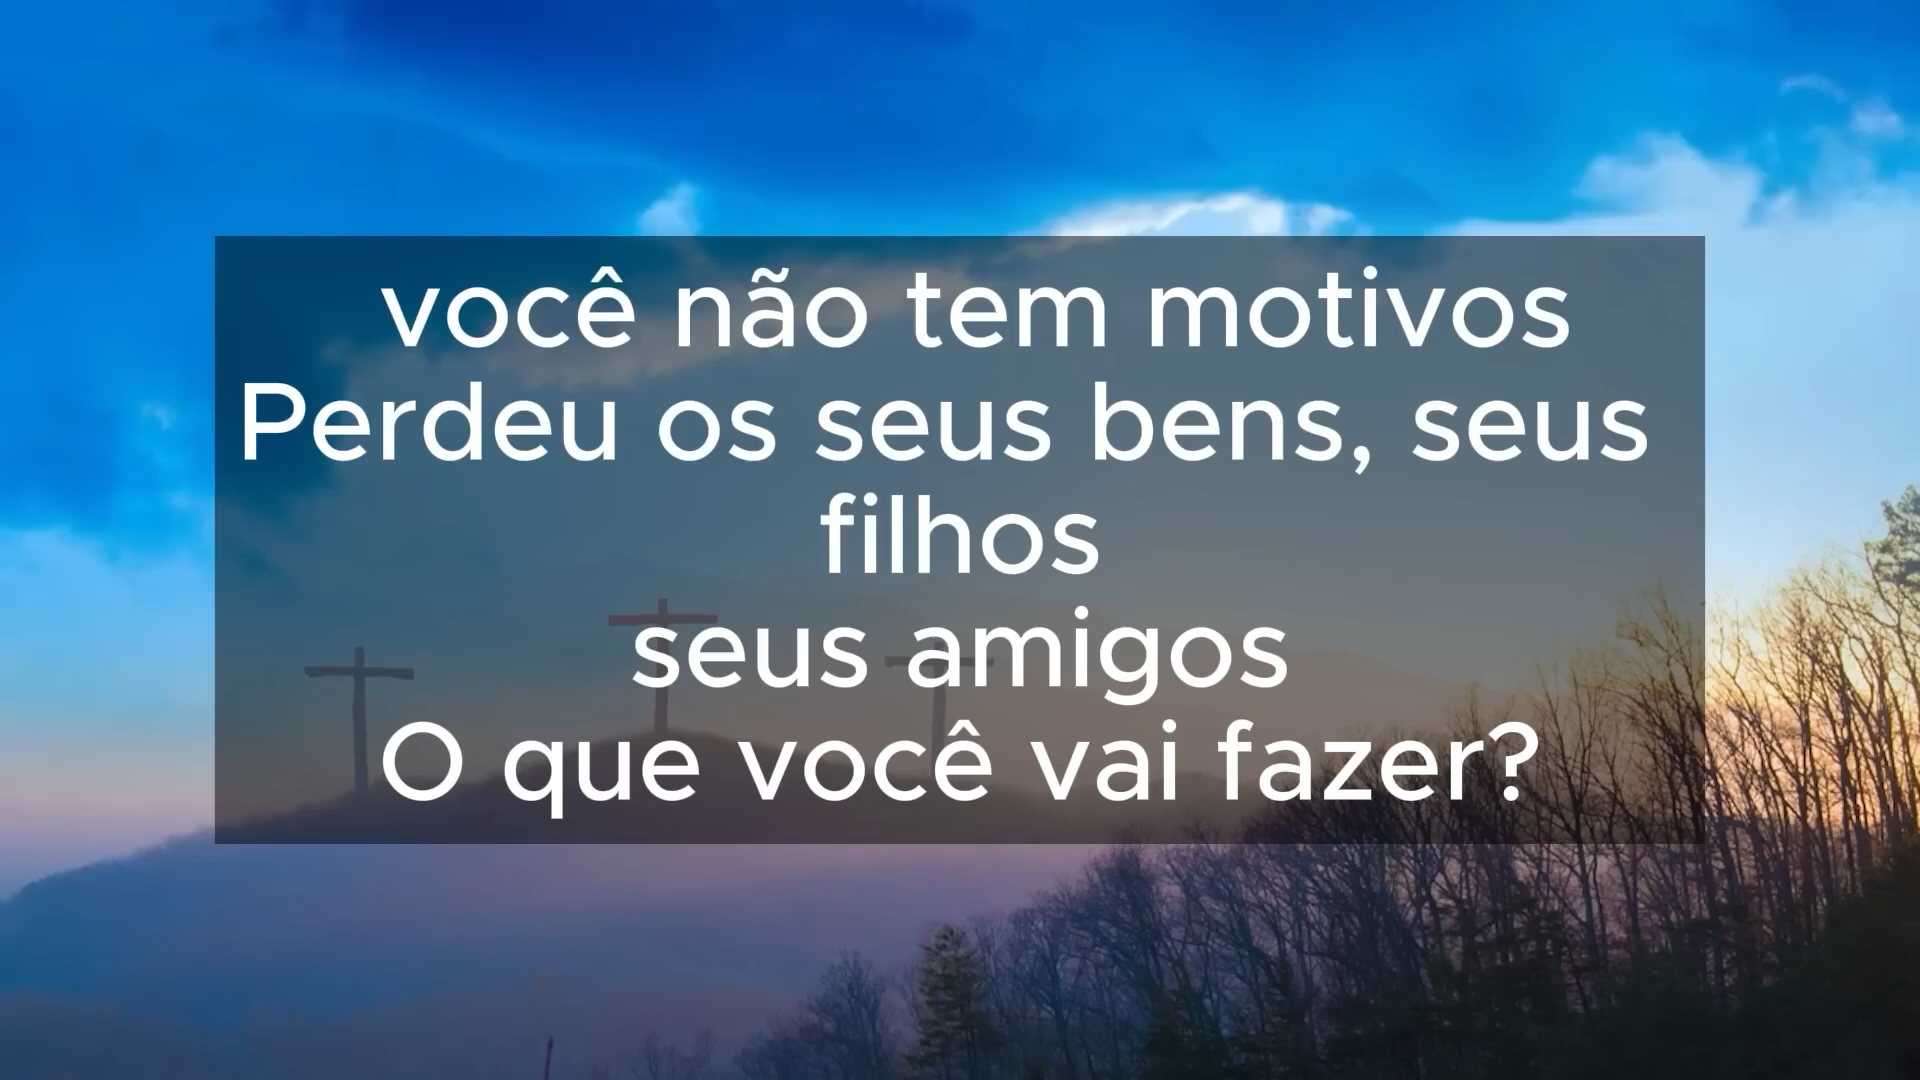 você não tem motivos
Perdeu os seus bens, seus
filhos
seus amigos
O que você vai fazer?